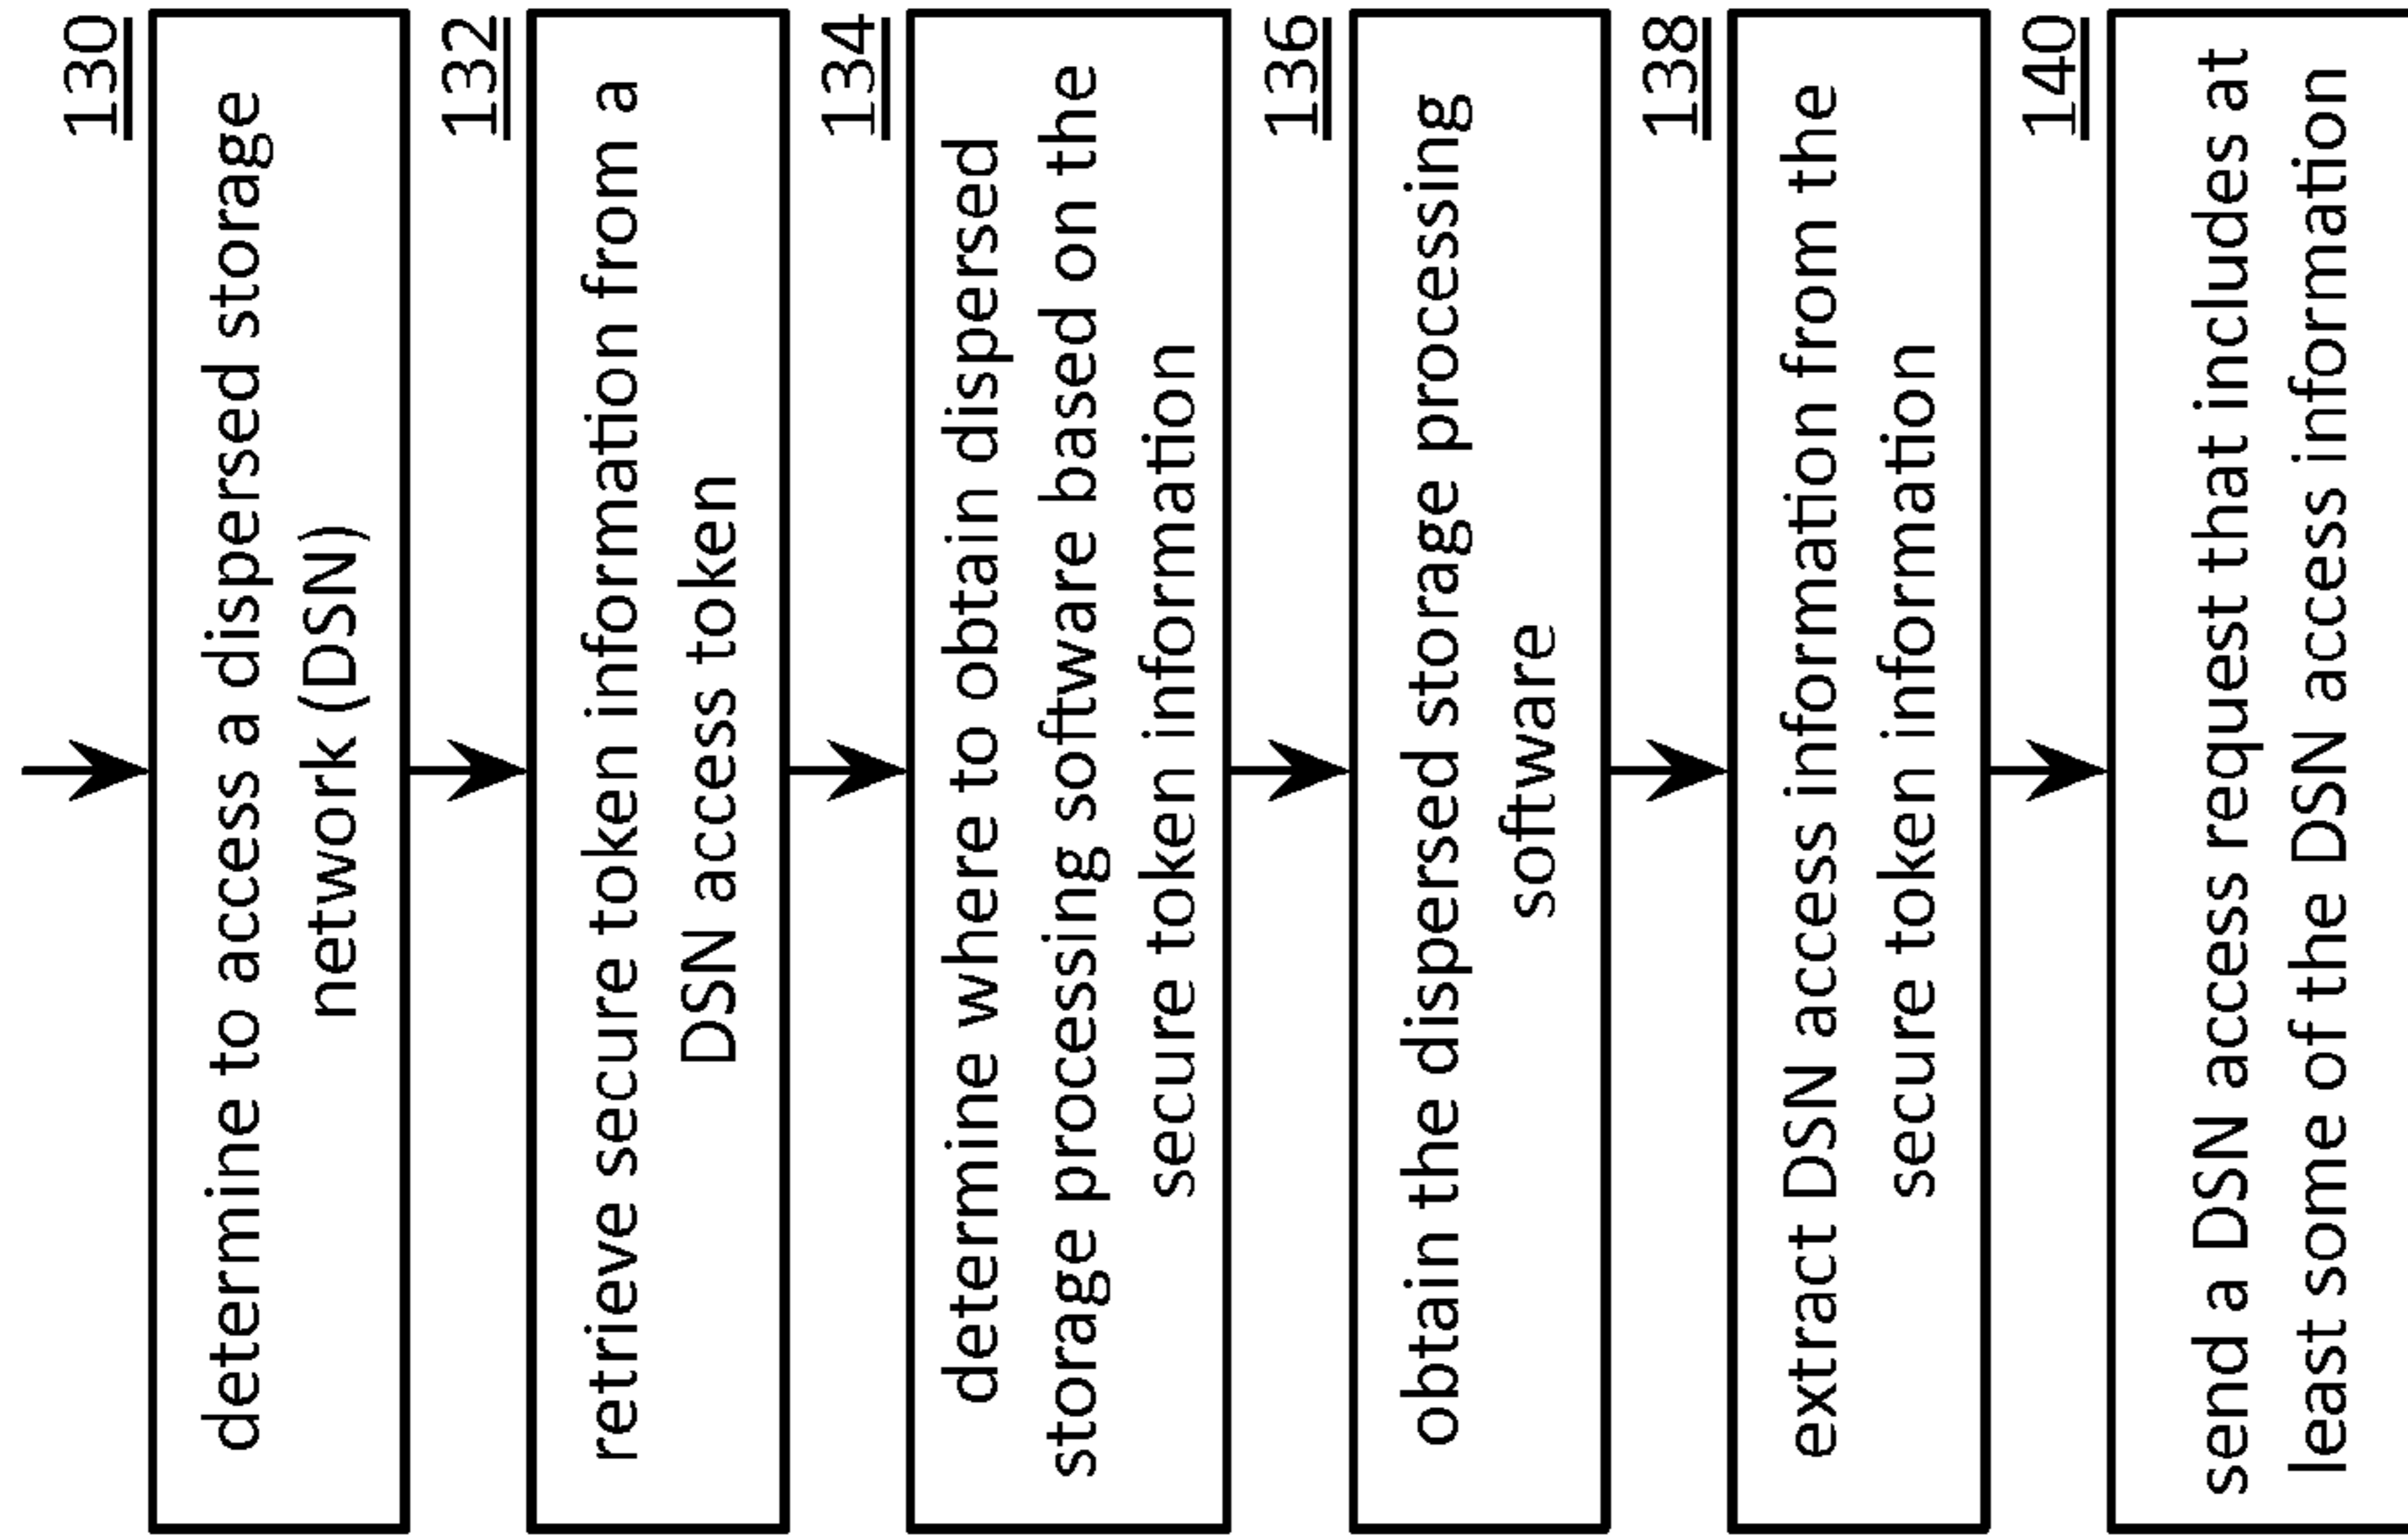 130
determine to access a dispersed storage
network (DSN)
132
retrieve secure token information from a
DSN access token
134
determine where to obtain dispersed
storage processing software based on the
secure token information
136
obtain the dispersed storage processing
software
138
extract DSN access information from the
secure token information
140
send a DSN access request that includes at
least some of the DSN access information